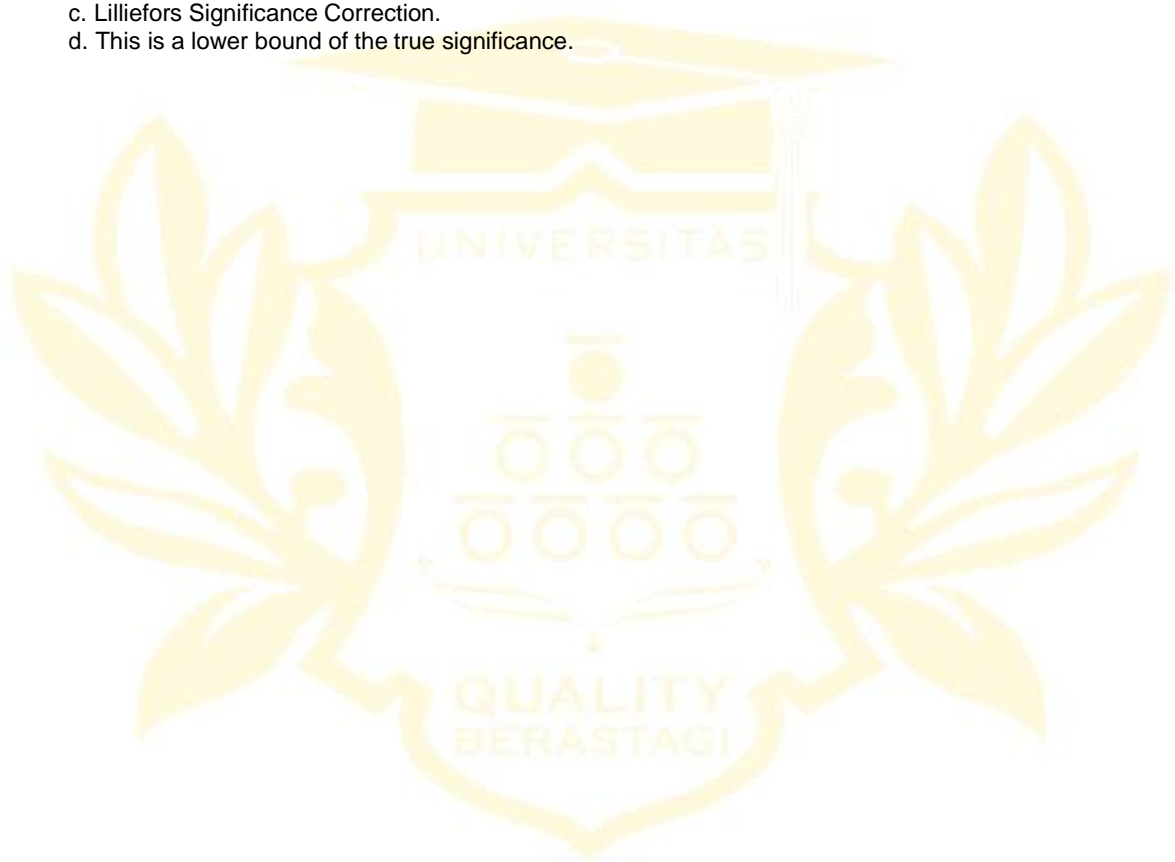 c. Lilliefors Significance Correction.
d. This is a lower bound of the true significance.
UNIVERSITAS
QUALITY
BERASTAGI